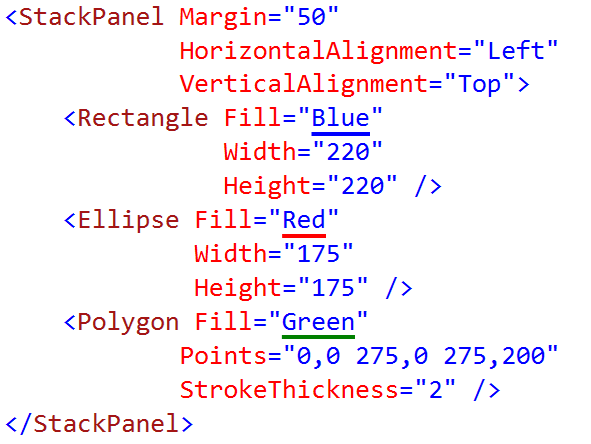 <StackPanel Margin="50"
HorizontalAlignment="Left"
VerticalAlignment="Top">
<Rectangle Fill="Blue"
Width="220"
Height="220" />
<Ellipse Fill="Red"
Width="175"
Height="175" />
<Polygon Fill="Green"
Points="0,0 275,0 275,200"
StrokeThickness="2" />
</StackPanel>